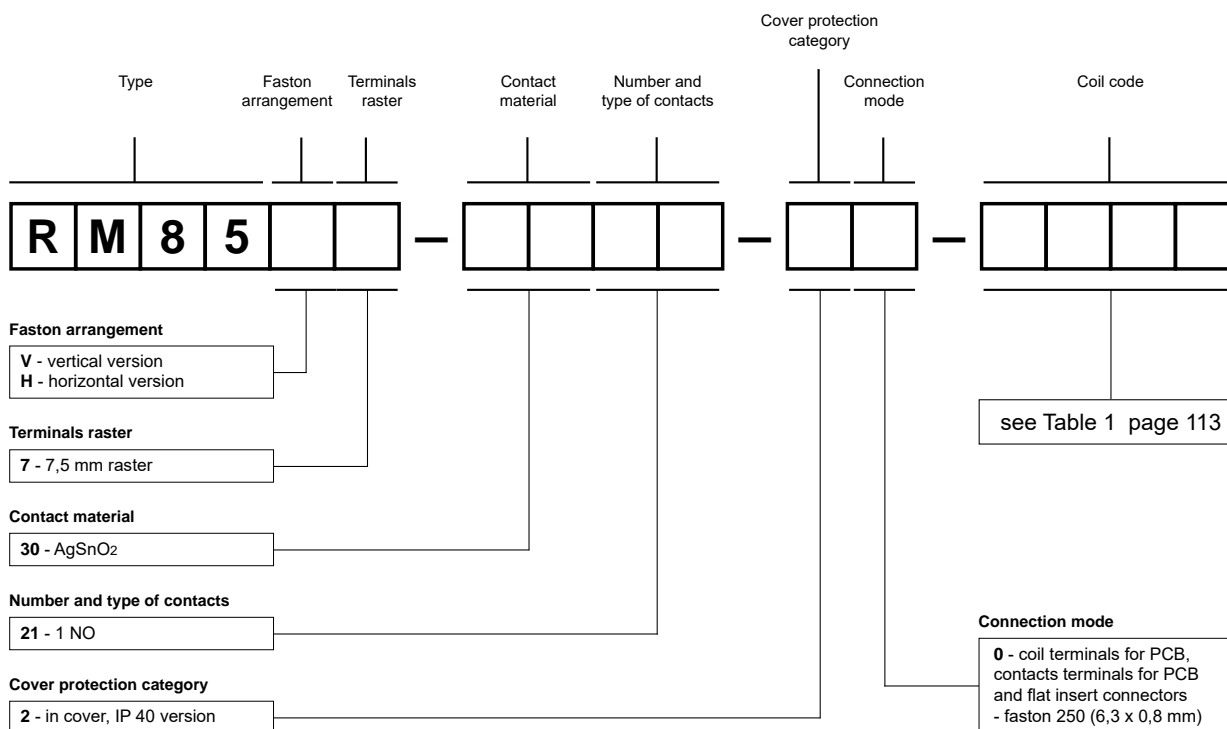 Cover protection
category
Type
Faston
arrangement
Terminals
raster
Contact
material
Number and
type of contacts
Connection
mode
Coil code
R M 8 5 — — —
Faston arrangement
V - vertical version
H - horizontal version
Terminals raster
7 - 7,5 mm raster
see Table 1 page 113
Contact material
30 - AgSnO2
Number and type of contacts
21 - 1 NO
Cover protection category
2 - in cover, IP 40 version
Connection mode
0 - coil terminals for PCB,
contacts terminals for PCB
and flat insert connectors
- faston 250 (6,3 x 0,8 mm)